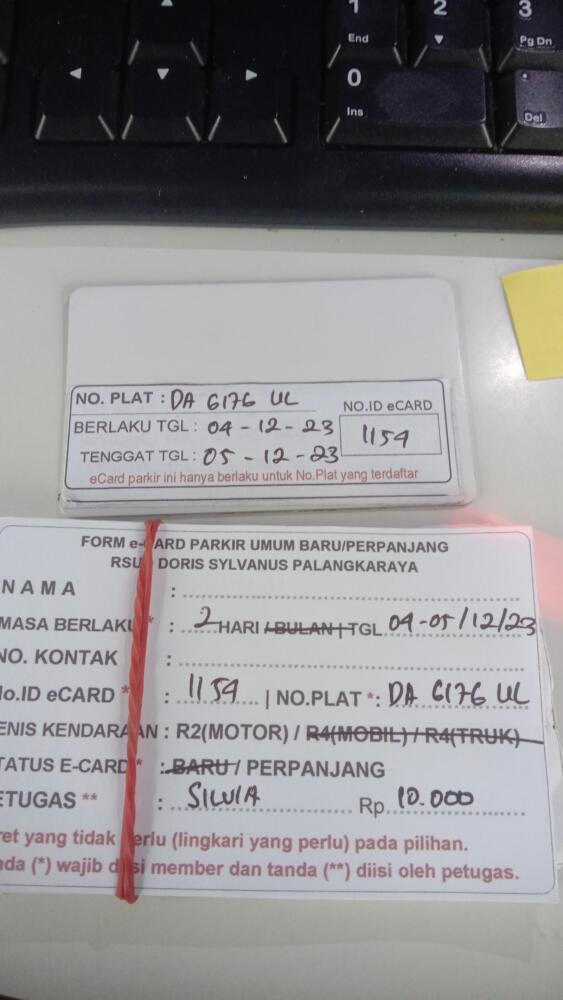 1
End
2
3
Pg Dn
0
Ins
Del
NO. PLAT : DA 6176 UL
NO.ID eCARD
BERLAKU TGL : 04 - 12 - 23
1154
TENGGAT TGL : 05 - 12 - 23
eCard parkir ini hanya berlaku untuk No.Plat yang terdaftar
FORM e-CARD PARKIR UMUM BARU/PERPANJANG
RSUD DORIS SYLVANUS PALANGKARAYA
NAMA :
MASA BERLAKU * : 2 HARI /BULAN | TGL 04-05/12/23
NO. KONTAK :
No.ID eCARD * : 1154 | NO.PLAT *: DA 6176 UL
ENIS KENDARAAN : R2(MOTOR) / R4(MOBIL) / R4(TRUK)
TATUS E-CARD * : BARU / PERPANJANG
ETUGAS ** : SILVIA Rp 10.000
ret yang tidak perlu (lingkari yang perlu) pada pilihan.
nda (*) wajib diisi member dan tanda (**) diisi oleh petugas.